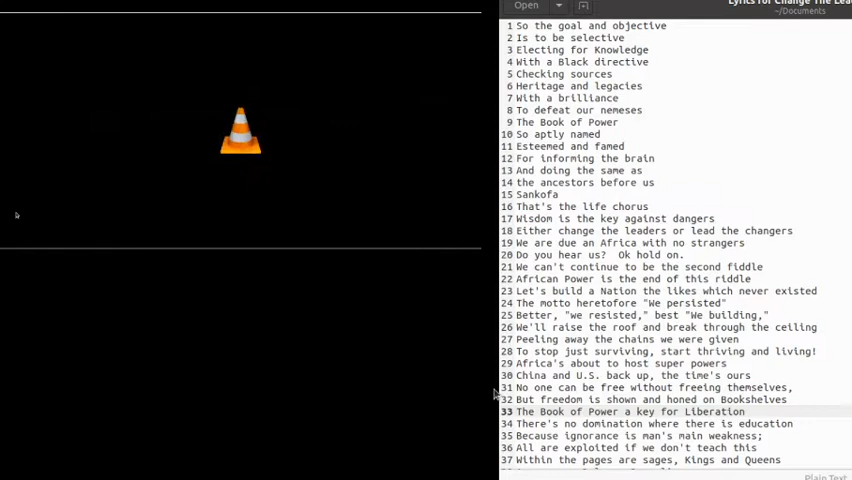 Open
Lyrics for Change The Lea
~/Documents
1 So the goal and objective
2 Is to be selective
3 Electing for Knowledge
4 With a Black directive
5 Checking sources
6 Heritage and legacies
7 With a brilliance
8 To defeat our nemeses
9 The Book of Power
10 So aptly named
11 Esteemed and famed
12 For informing the brain
13 And doing the same as
14 the ancestors before us
15 Sankofa
16 That's the life chorus
17 Wisdom is the key against dangers
18 Either change the leaders or lead the changers
19 We are due an Africa with no strangers
20 Do you hear us?  Ok hold on.
21 We can't continue to be the second fiddle
22 African Power is the end of this riddle
23 Let's build a Nation the likes which never existed
24 The motto heretofore "We persisted"
25 Better, "we resisted," best "We building,"
26 We'll raise the roof and break through the ceiling
27 Peeling away the chains we were given
28 To stop just surviving, start thriving and living!
29 Africa's about to host super powers
30 China and U.S. back up, the time's ours
31 No one can be free without freeing themselves,
32 But freedom is shown and honed on Bookshelves
33 The Book of Power a key for Liberation
34 There's no domination where there is education
35 Because ignorance is man's main weakness;
36 All are exploited if we don't teach this
37 Within the pages are sages, Kings and Queens
Plain Text